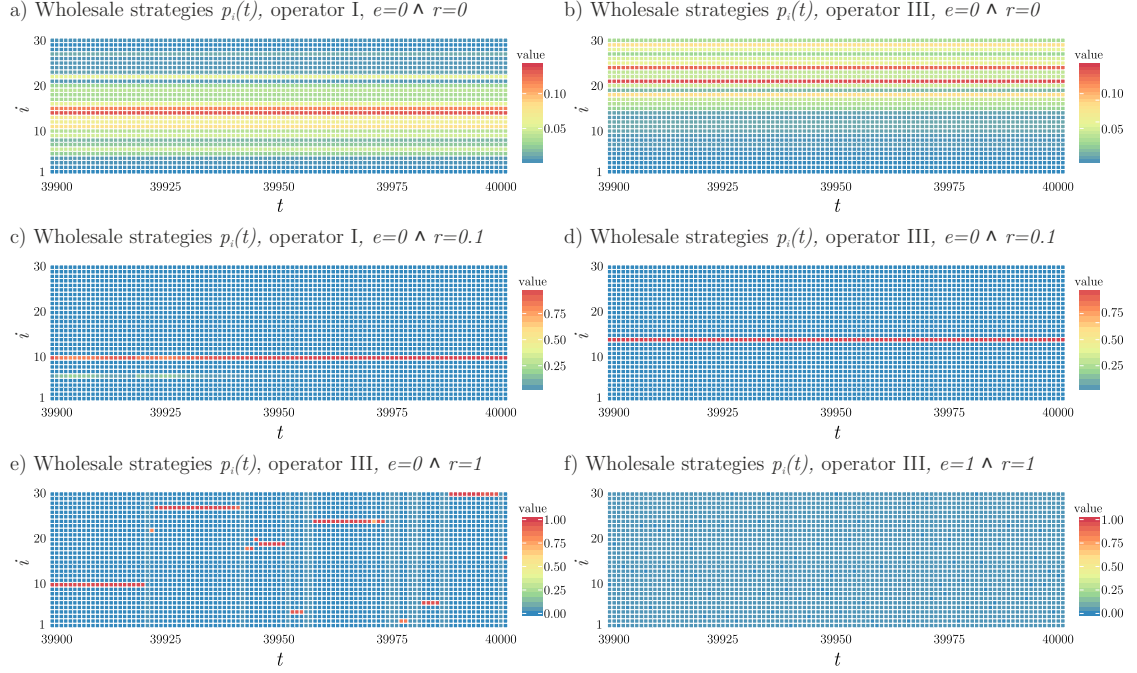 a) Wholesale strategies pᵢ(t), operator I, e=0 ∧ r=0
b) Wholesale strategies pᵢ(t), operator III, e=0 ∧ r=0
30
20
10
1
i
39900 39925 39950 39975 40000
t
value
0.10
0.05
30
20
10
1
i
39900 39925 39950 39975 40000
t
value
0.10
0.05
c) Wholesale strategies pᵢ(t), operator I, e=0 ∧ r=0.1
d) Wholesale strategies pᵢ(t), operator III, e=0 ∧ r=0.1
30
20
10
1
i
39900 39925 39950 39975 40000
t
value
0.75
0.50
0.25
30
20
10
1
i
39900 39925 39950 39975 40000
t
value
0.75
0.50
0.25
e) Wholesale strategies pᵢ(t), operator III, e=0 ∧ r=1
f) Wholesale strategies pᵢ(t), operator III, e=1 ∧ r=1
30
20
10
1
i
39900 39925 39950 39975 40000
t
value
1.00
0.75
0.50
0.25
0.00
30
20
10
1
i
39900 39925 39950 39975 40000
t
value
1.00
0.75
0.50
0.25
0.00